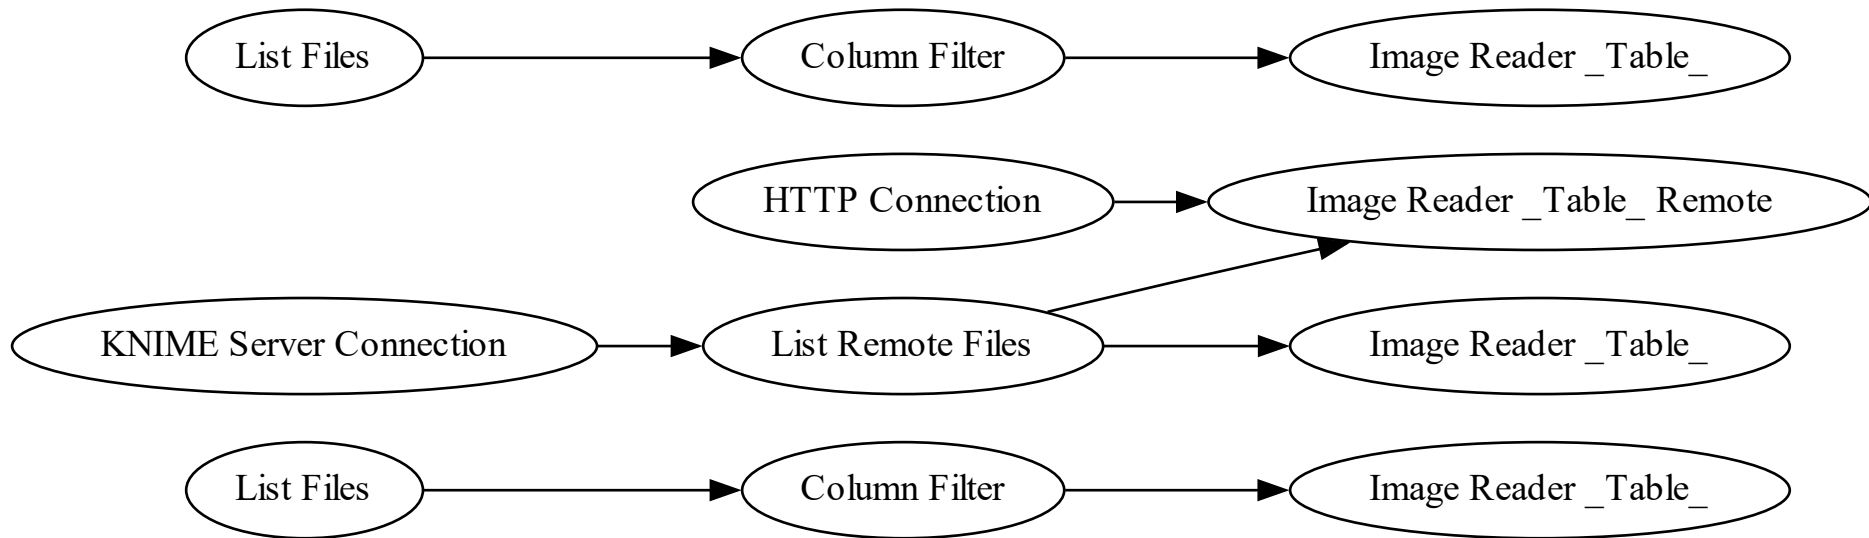 List Files
Column Filter
Image Reader _Table_
HTTP Connection
Image Reader _Table_ Remote
KNIME Server Connection
List Remote Files
Image Reader _Table_
List Files
Column Filter
Image Reader _Table_